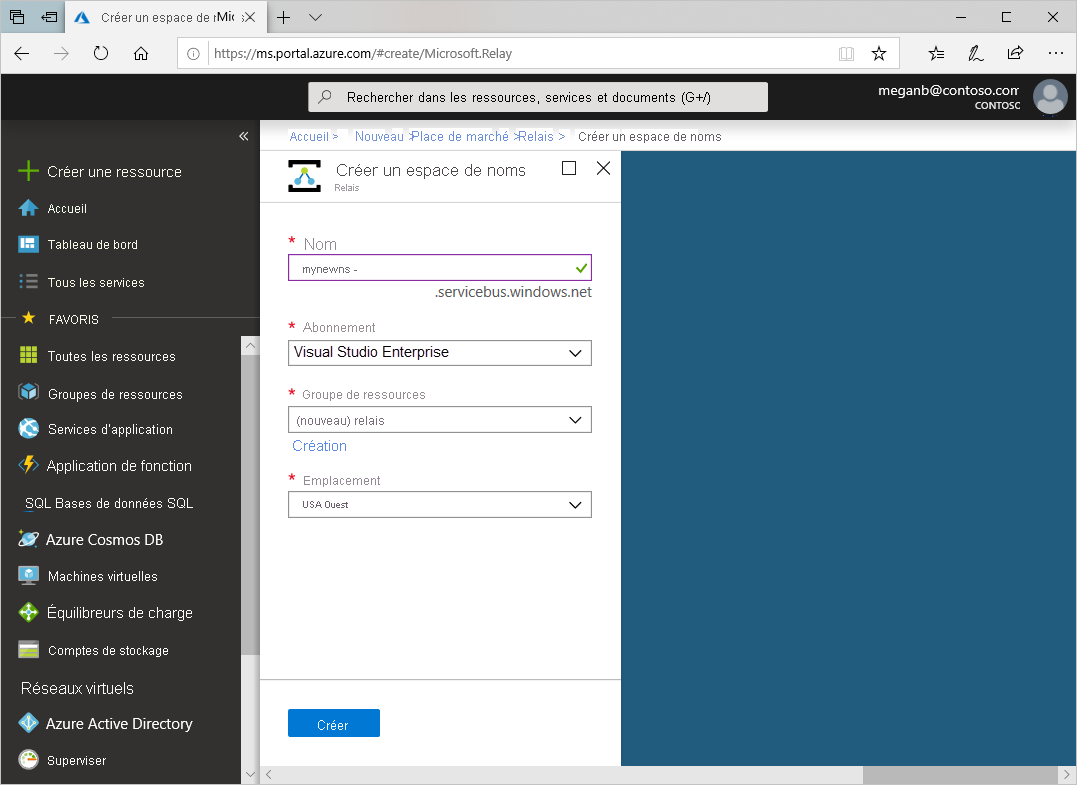 Créer un espace de
https://ms.portal.azure.com/#create/Microsoft.Relay
Rechercher dans les ressources, services et documents (G+/)
meganb@contoso.com
CONTOSO
Accueil > Nouveau > Place de marché > Relais > Créer un espace de noms
Créer une ressource
Accueil
Tableau de bord
Tous les services
FAVORIS
Toutes les ressources
Groupes de ressources
Services d'application
Application de fonction
SQL Bases de données SQL
Azure Cosmos DB
Machines virtuelles
Équilibreurs de charge
Comptes de stockage
Réseaux virtuels
Azure Active Directory
Superviser
Créer un espace de noms
Relais
* Nom
mynewns -
.servicebus.windows.net
* Abonnement
Visual Studio Enterprise
* Groupe de ressources
(nouveau) relais
Création
* Emplacement
USA Ouest
Créer